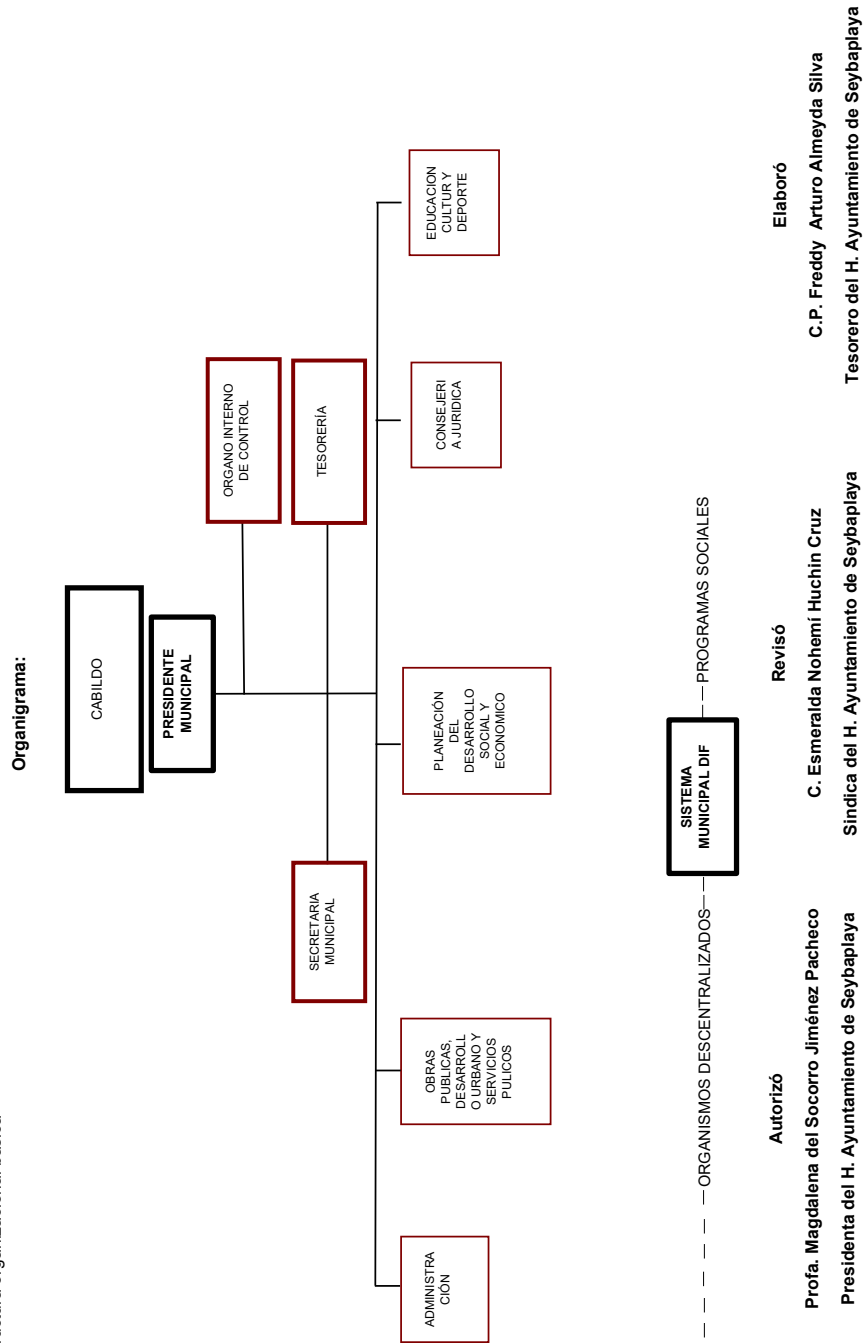 Organigrama:
CABILDO
PRESIDENTE
MUNICIPAL
ORGANO INTERNO
DE CONTROL
SECRETARIA
MUNICIPAL
TESORERÍA
ADMINISTRA
CIÓN
OBRAS
PUBLICAS,
DESARROLL
O URBANO Y
SERVICIOS
PULICOS
PLANEACIÓN
DEL
DESARROLLO
SOCIAL Y
ECONOMICO
CONSEJERI
A JURIDICA
EDUCACION
CULTUR Y
DEPORTE
ORGANISMOS DESCENTRALIZADOS
SISTEMA
MUNICIPAL DIF
PROGRAMAS SOCIALES
Autorizó
Profa. Magdalena del Socorro Jiménez Pacheco
Presidenta del H. Ayuntamiento de Seybaplaya
Revisó
C. Esmeralda Nohemí Huchin Cruz
Sindica del H. Ayuntamiento de Seybaplaya
Elaboró
C.P. Freddy Arturo Almeyda Silva
Tesorero del H. Ayuntamiento de Seybaplaya